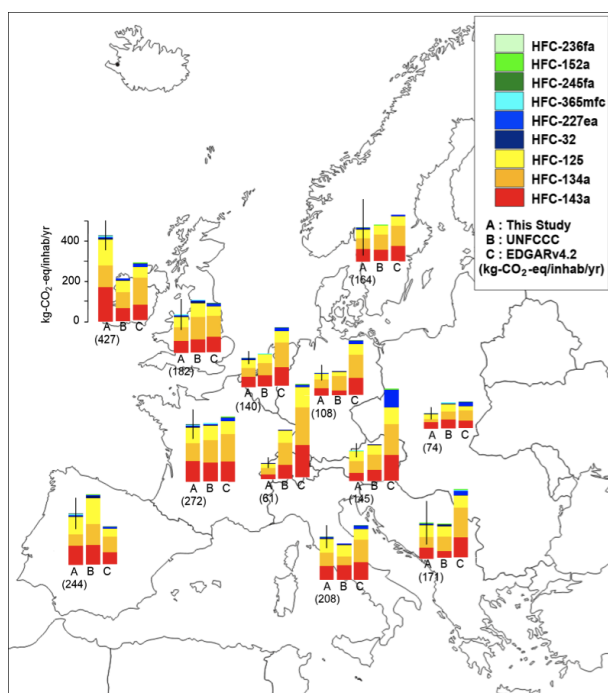 HFC-236fa
HFC-152a
HFC-245fa
HFC-365mfc
HFC-227ea
HFC-32
HFC-125
HFC-134a
HFC-143a
A : This Study
B : UNFCCC
C : EDGARv4.2
(kg-CO₂-eq/inhab/yr)
kg-CO₂-eq/inhab/yr
400
200
0
A B C
(427)
A B C
(182)
A B C
(164)
A B C
(140)
A B C
(108)
A B C
(74)
A B C
(272)
A B C
(61)
A B C
(145)
A B C
(244)
A B C
(208)
A B C
(171)